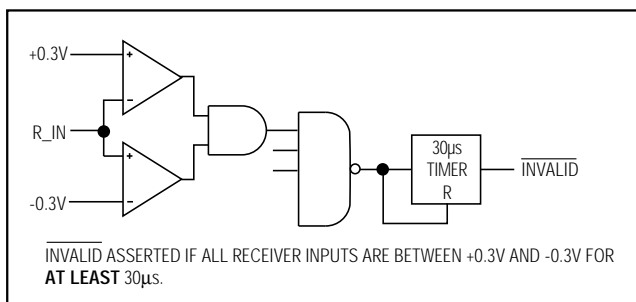 +0.3V
+
−
R_IN
+
−
-0.3V
30µs
TIMER
R
INVALID
INVALID ASSERTED IF ALL RECEIVER INPUTS ARE BETWEEN +0.3V AND -0.3V FOR
AT LEAST 30µs.